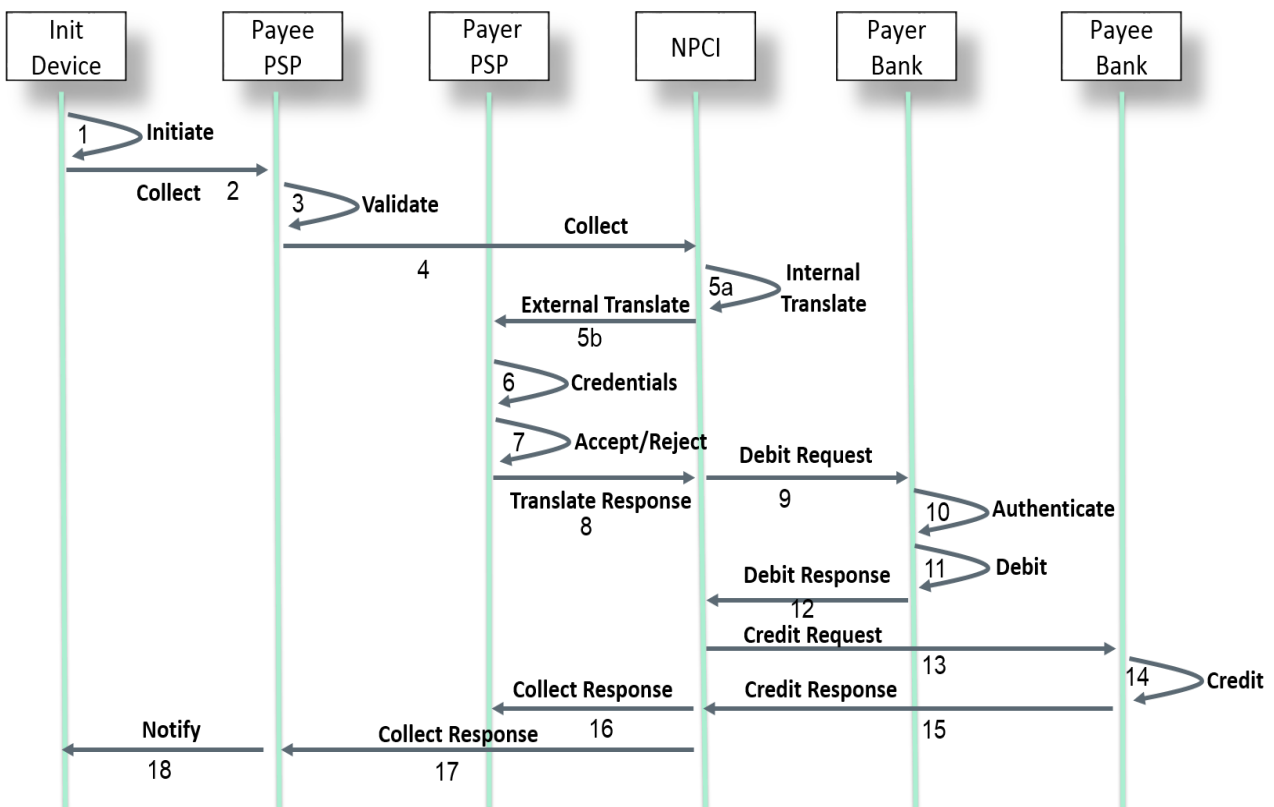 Init
Device
Payee
PSP
Payer
PSP
NPCI
Payer
Bank
Payee
Bank
1
Initiate
Collect 2
3
Validate
Collect
4
5a
Internal
Translate
External Translate
5b
6
Credentials
7
Accept/Reject
Debit Request
Translate Response
8
9
10
Authenticate
11
Debit
Debit Response
12
Credit Request
13
14
Credit
Collect Response
16
Credit Response
15
Notify
18
Collect Response
17